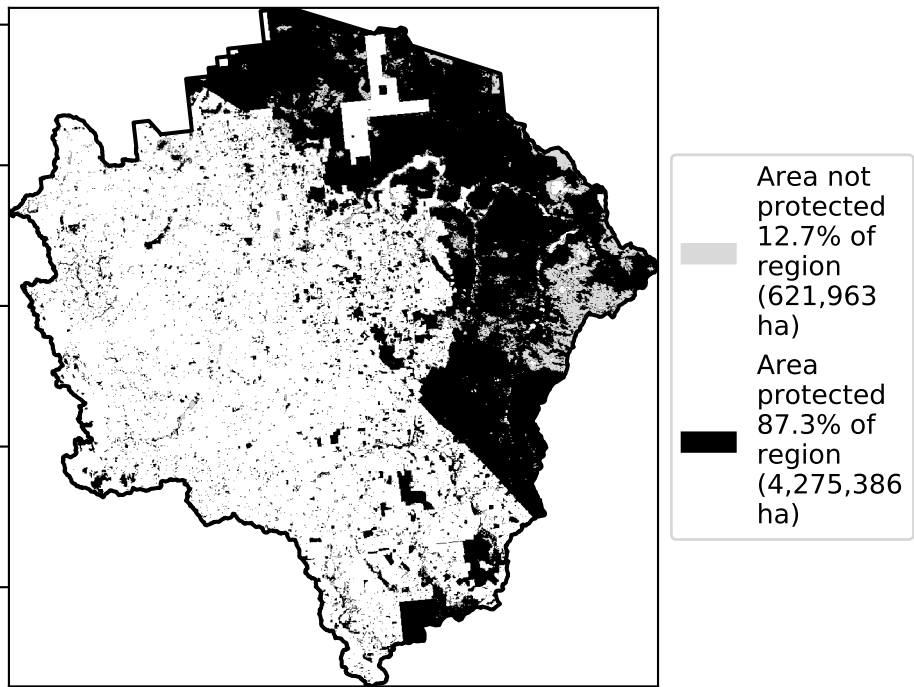 Area not
protected
12.7% of
region
(621,963
ha)
Area
protected
87.3% of
region
(4,275,386
ha)